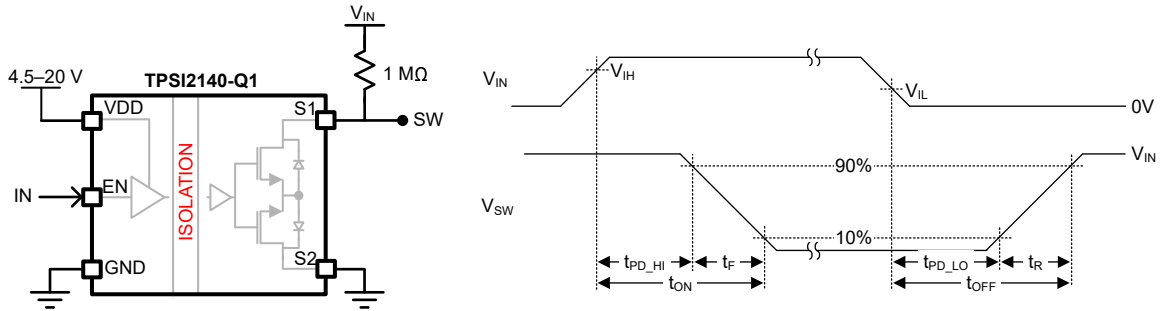 V_IN
1 MΩ
4.5–20 V
TPSI2140-Q1
VDD
S1
SW
ISOLATION
IN
EN
GND
S2
V_IN
V_IH
V_IL
0V
V_SW
90%
V_IN
10%
t_PD_HI
t_F
t_PD_LO
t_R
t_ON
t_OFF